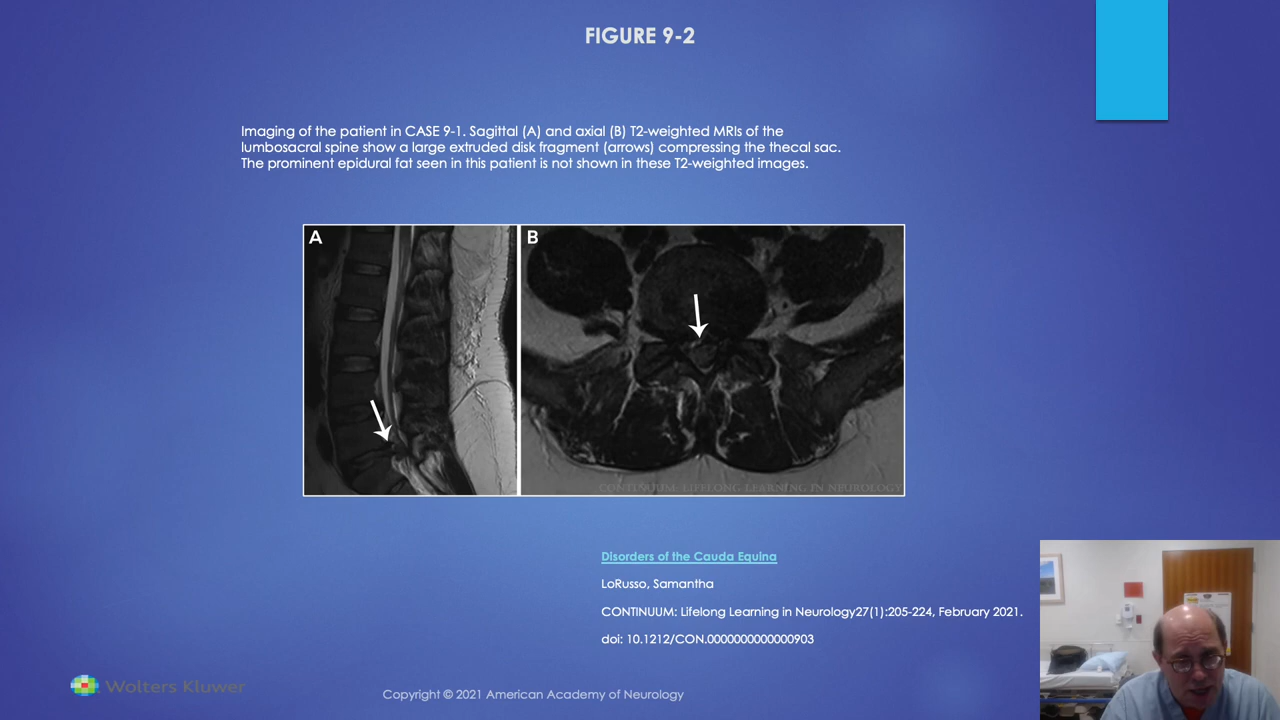 FIGURE 9-2
Imaging of the patient in CASE 9-1. Sagittal (A) and axial (B) T2-weighted MRIs of the
lumbosacral spine show a large extruded disk fragment (arrows) compressing the thecal sac.
The prominent epidural fat seen in this patient is not shown in these T2-weighted images.
A
B
CONTINUUM: LIFELONG LEARNING IN NEUROLOGY
Disorders of the Cauda Equina
LoRusso, Samantha
CONTINUUM: Lifelong Learning in Neurology27(1):205-224, February 2021.
doi: 10.1212/CON.0000000000000903
Wolters Kluwer
Copyright © 2021 American Academy of Neurology